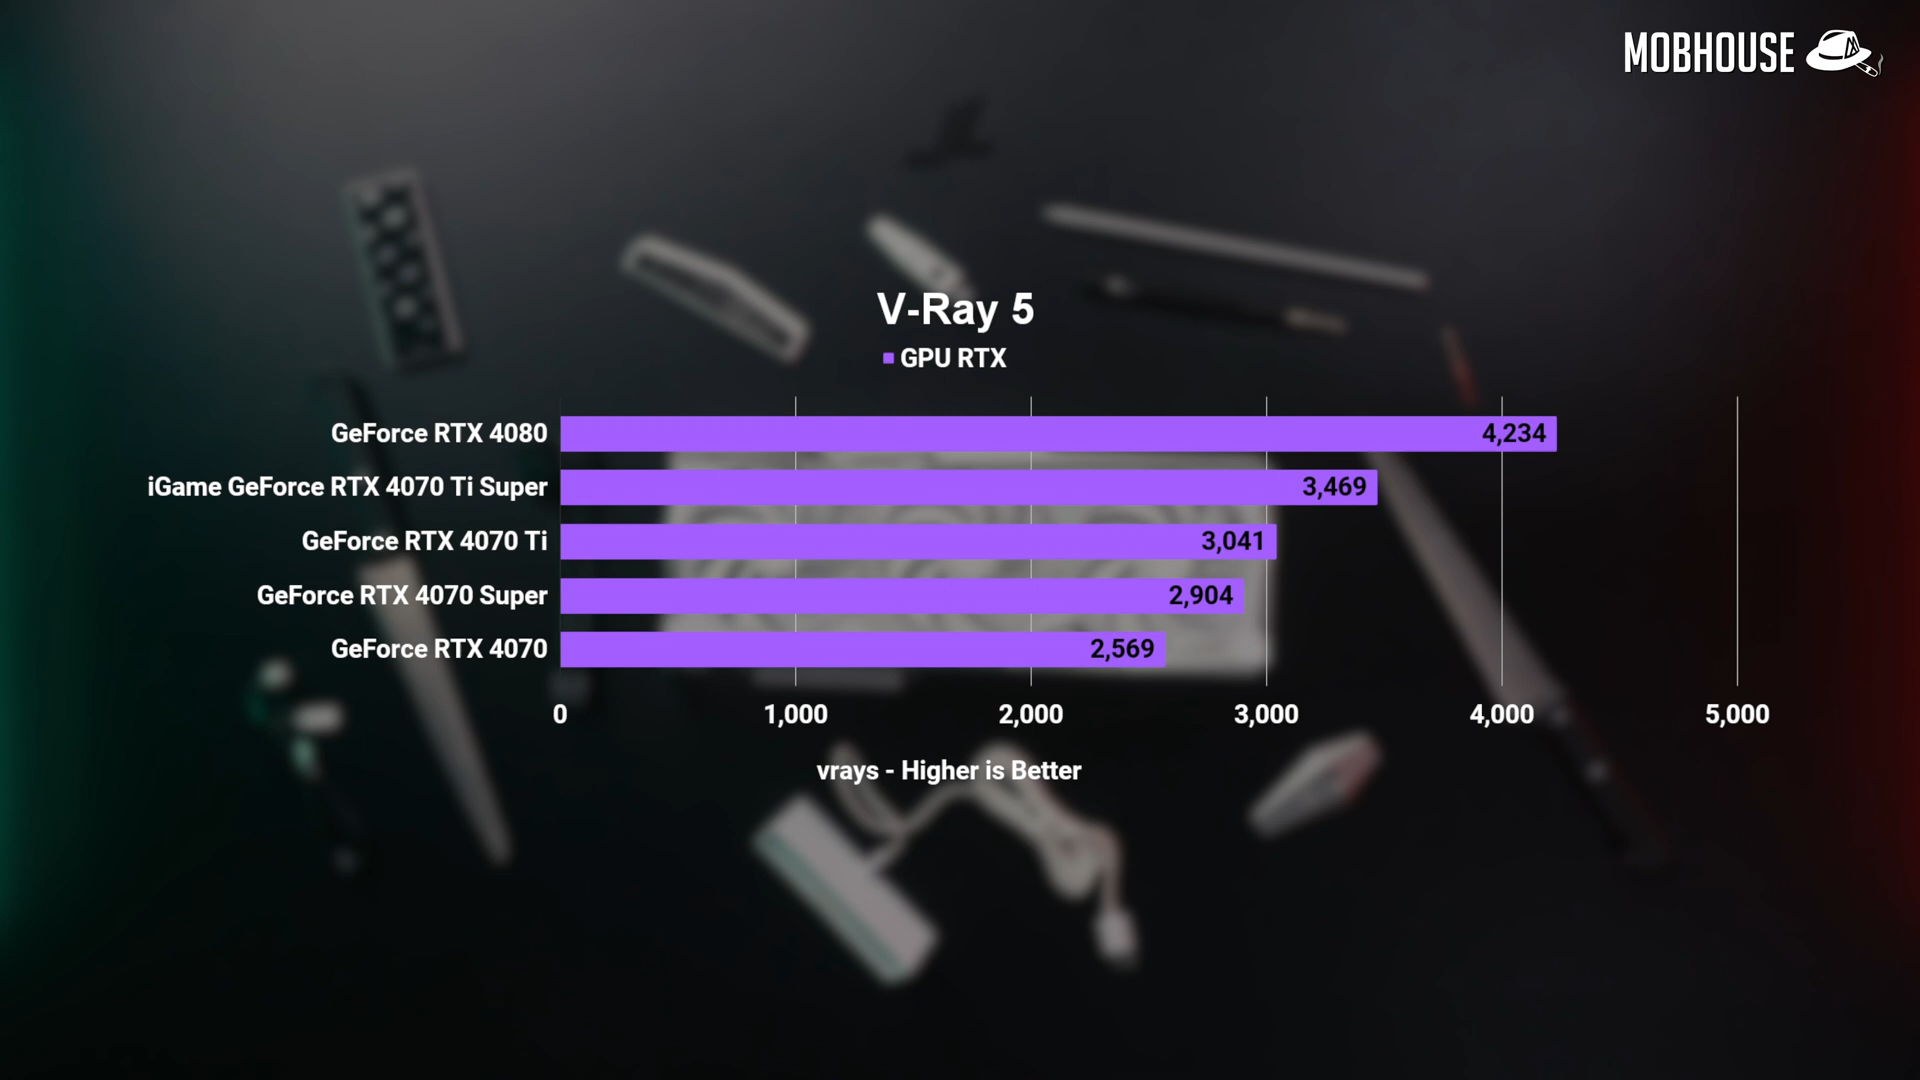 MOBHOUSE
V-Ray 5
GPU RTX
GeForce RTX 4080 4,234
iGame GeForce RTX 4070 Ti Super 3,469
GeForce RTX 4070 Ti 3,041
GeForce RTX 4070 Super 2,904
GeForce RTX 4070 2,569
0 1,000 2,000 3,000 4,000 5,000
vrays - Higher is Better